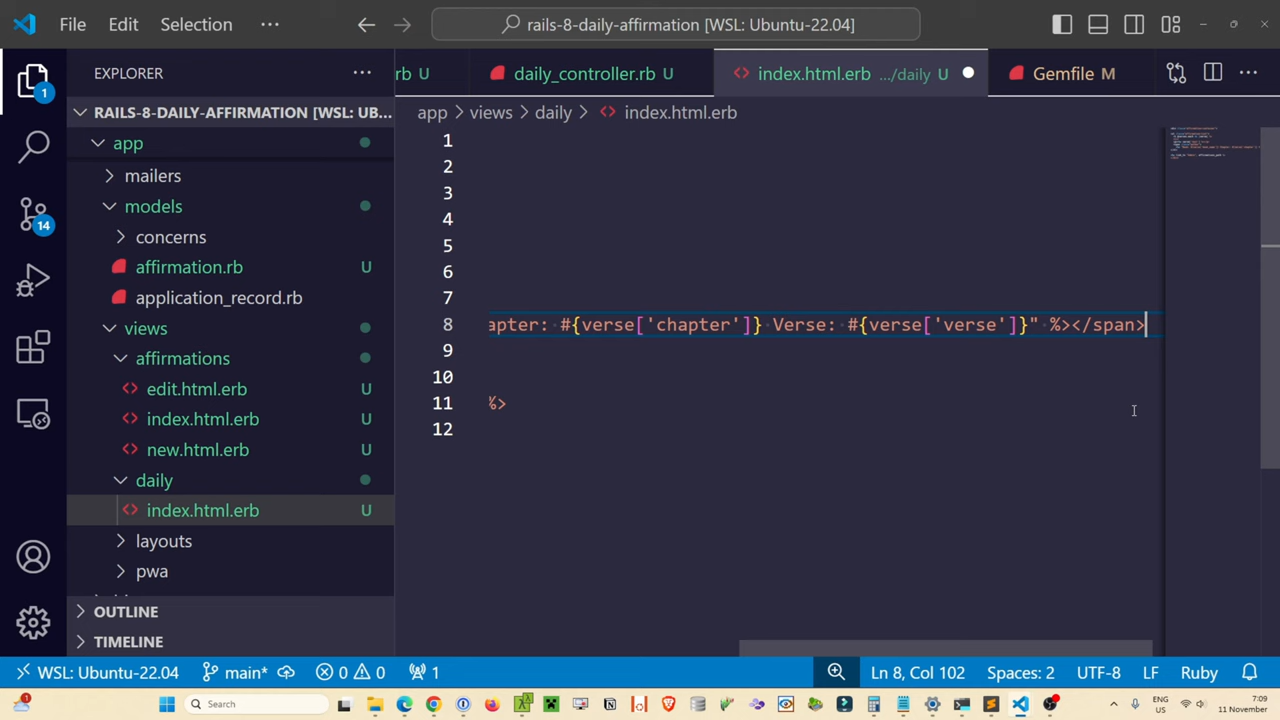 File Edit Selection ··· rails-8-daily-affirmation [WSL: Ubuntu-22.04]
EXPLORER ··· rb U daily_controller.rb U index.html.erb .../daily U Gemfile M ···
RAILS-8-DAILY-AFFIRMATION [WSL: UB... app > views > daily > index.html.erb
app
mailers
models
concerns
affirmation.rb U
application_record.rb
views
affirmations
edit.html.erb U
index.html.erb U
new.html.erb U
daily
index.html.erb U
layouts
pwa
OUTLINE
TIMELINE
1
14
1
2
3
4
5
6
7
8 apter: #{verse['chapter']} Verse: #{verse['verse']}" %></span>
9
10
11 %>
12
WSL: Ubuntu-22.04 main* 0 0 1 Ln 8, Col 102 Spaces: 2 UTF-8 LF Ruby
Search ENG 7:09
US 11 November